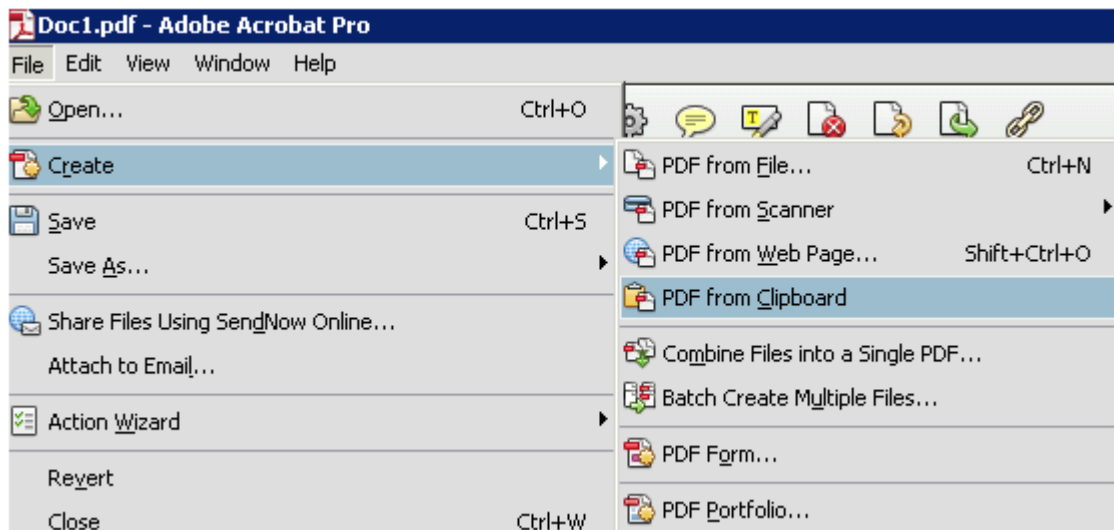 Doc1.pdf - Adobe Acrobat Pro
File Edit View Window Help
Open... Ctrl+O
Create
Save Ctrl+S
Save As...
Share Files Using SendNow Online...
Attach to Email...
Action Wizard
Revert
Close Ctrl+W
T
PDF from File... Ctrl+N
PDF from Scanner
PDF from Web Page... Shift+Ctrl+O
PDF from Clipboard
Combine Files into a Single PDF...
Batch Create Multiple Files...
PDF Form...
PDF Portfolio...